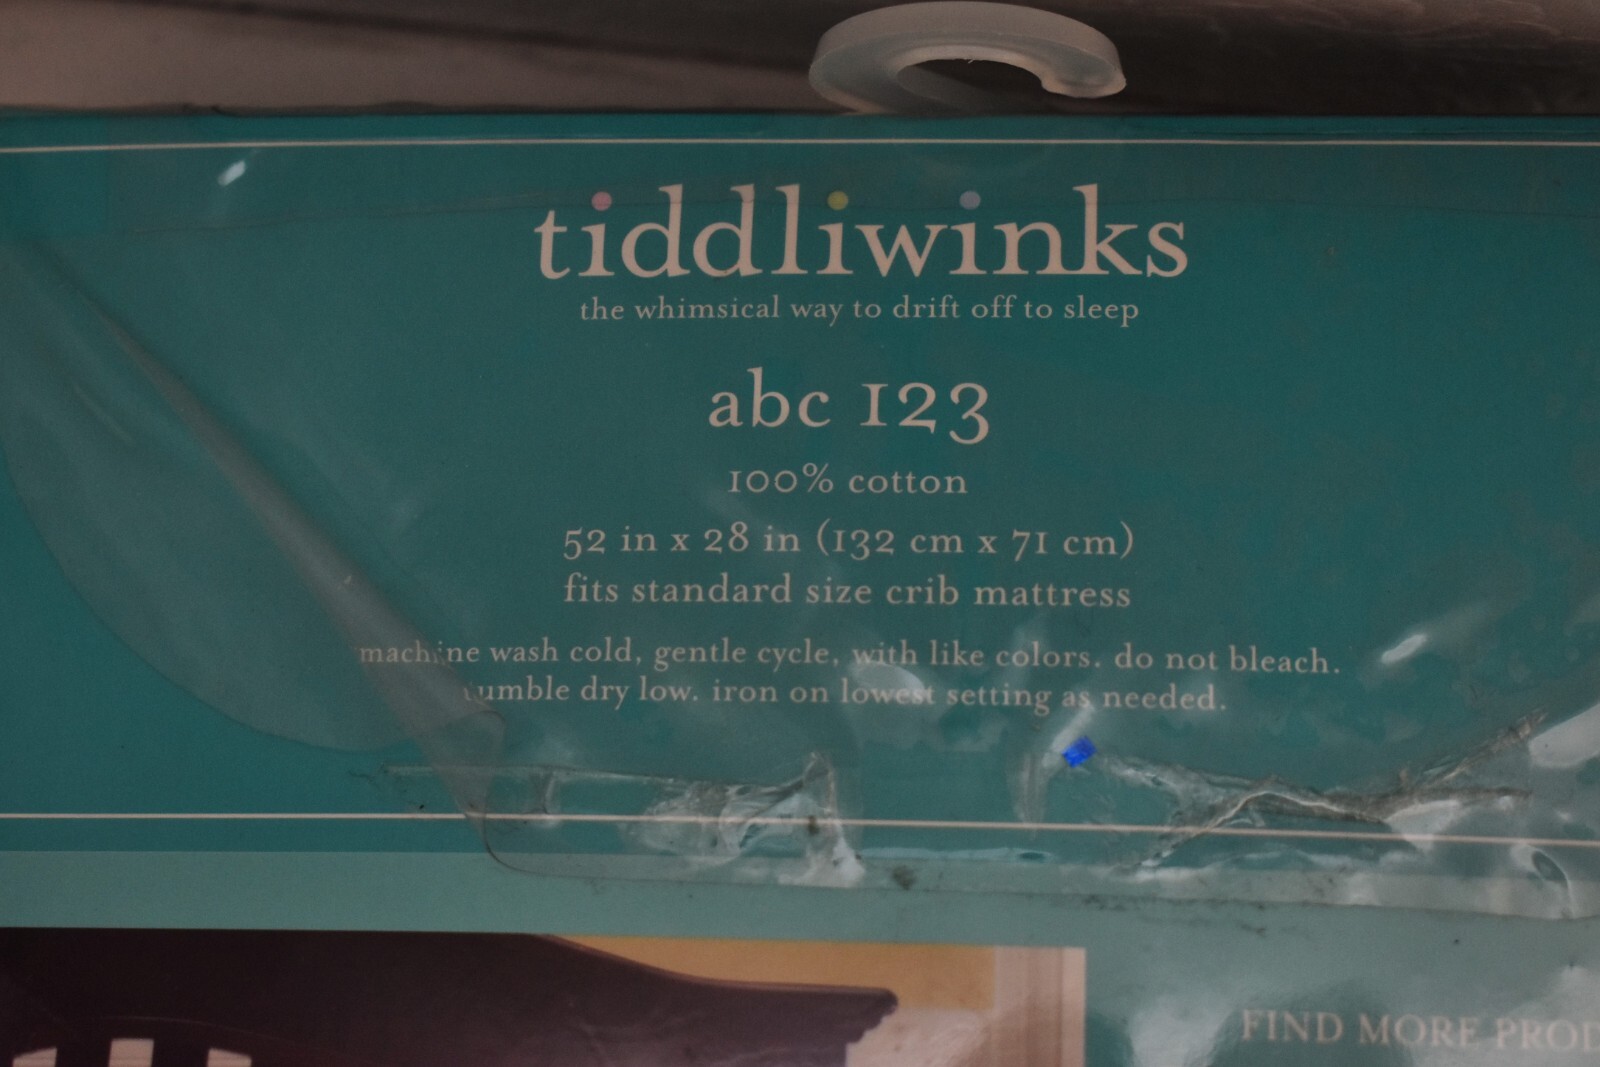 tiddliwinks
the whimsical way to drift off to sleep
abc 123
100% cotton
52 in x 28 in (132 cm x 71 cm)
fits standard size crib mattress
machine wash cold, gentle cycle, with like colors. do not bleach.
tumble dry low. iron on lowest setting as needed.
FIND MORE PROD